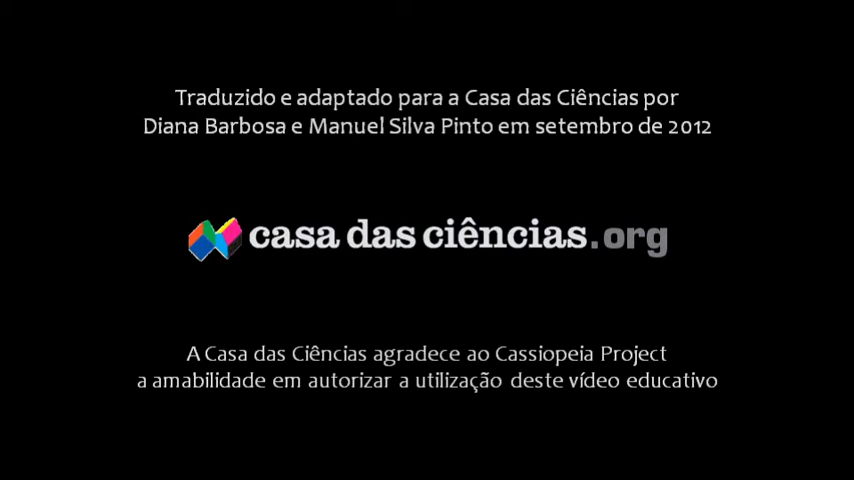 Traduzido e adaptado para a Casa das Ciências por
Diana Barbosa e Manuel Silva Pinto em setembro de 2012
casa das ciências.org
A Casa das Ciências agradece ao Cassiopeia Project
a amabilidade em autorizar a utilização deste vídeo educativo